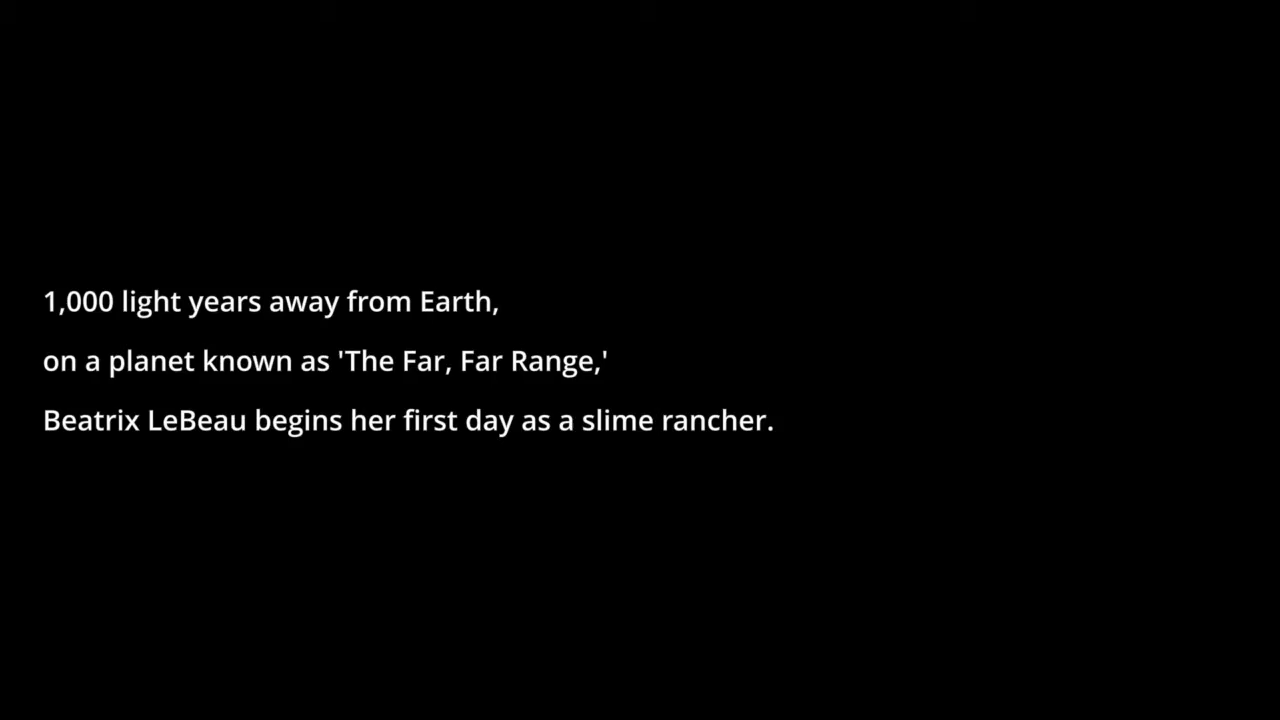 1,000 light years away from Earth,
on a planet known as 'The Far, Far Range,'
Beatrix LeBeau begins her first day as a slime rancher.